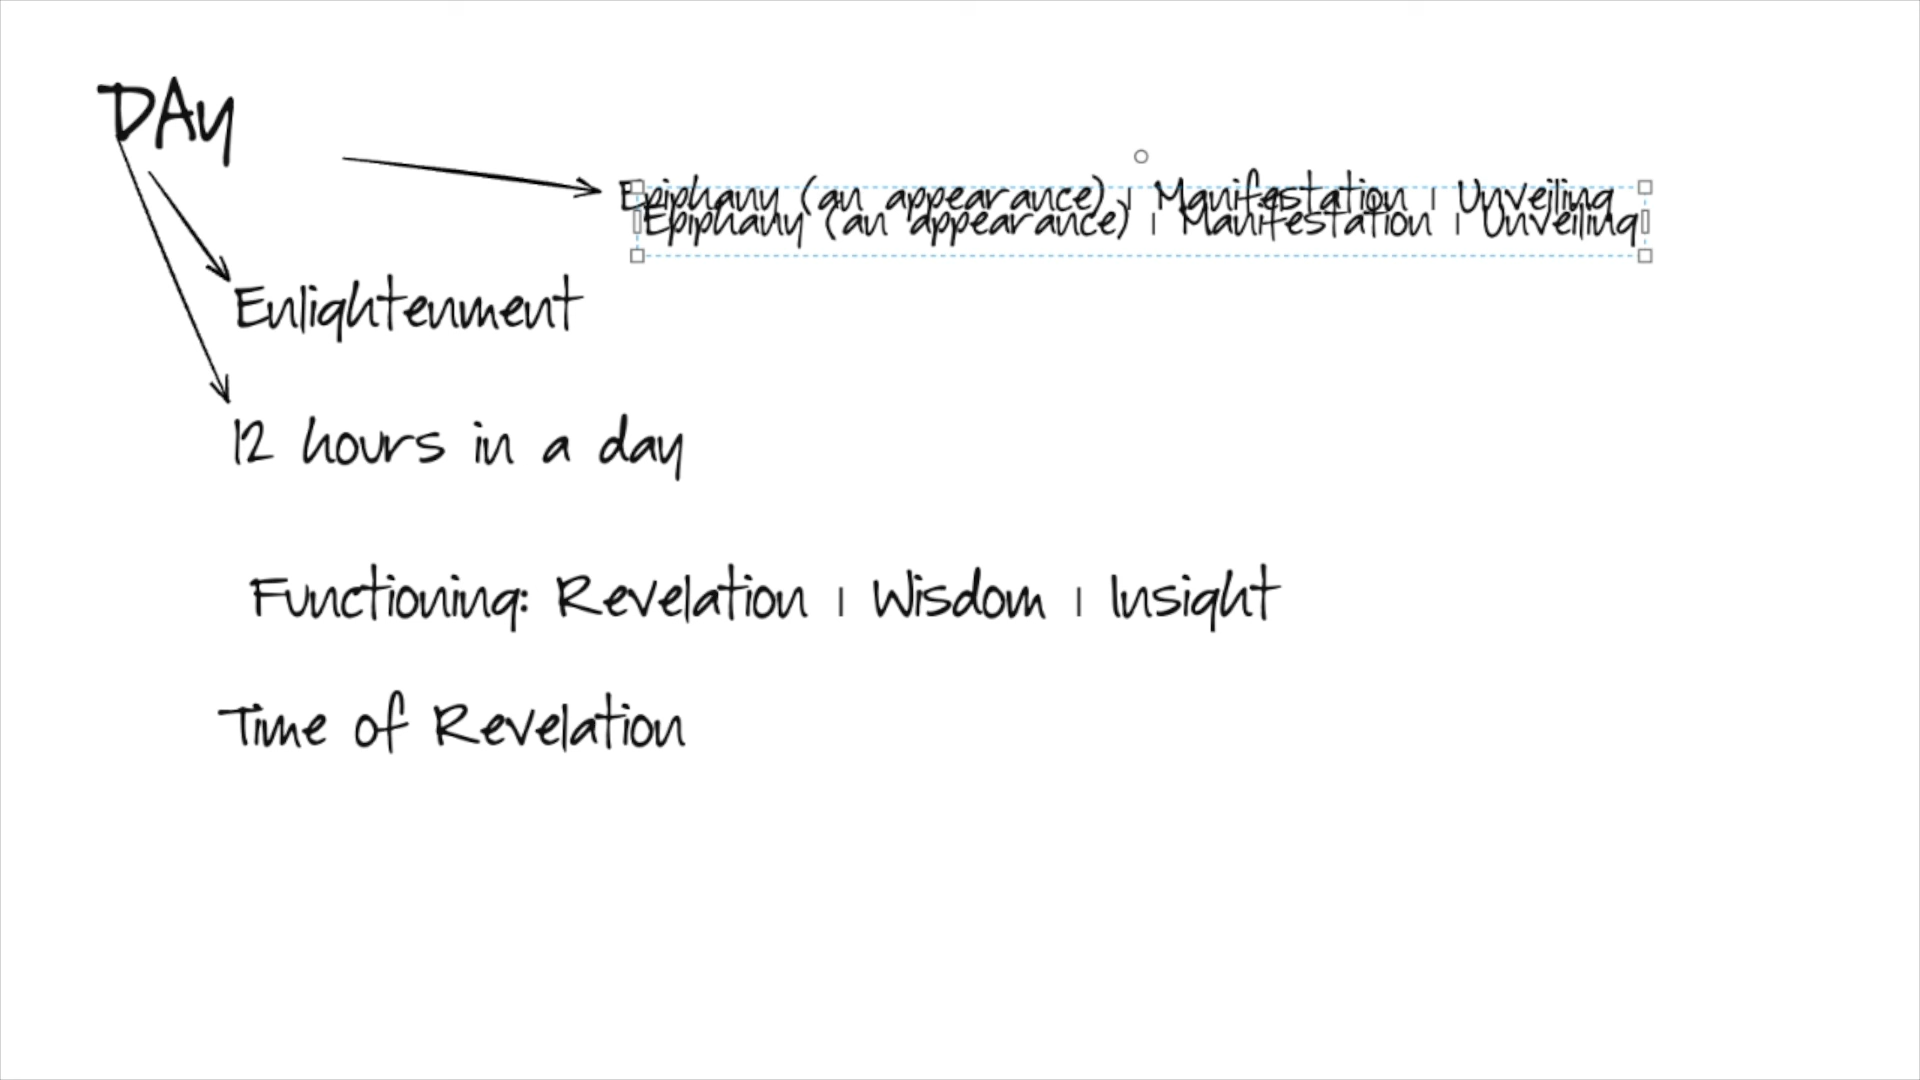 DAY
Epiphany (an appearance) | Manifestation | Unveiling
Epiphany (an appearance) | Manifestation | Unveiling
Enlightenment
12 hours in a day
Functioning: Revelation | Wisdom | Insight
Time of Revelation